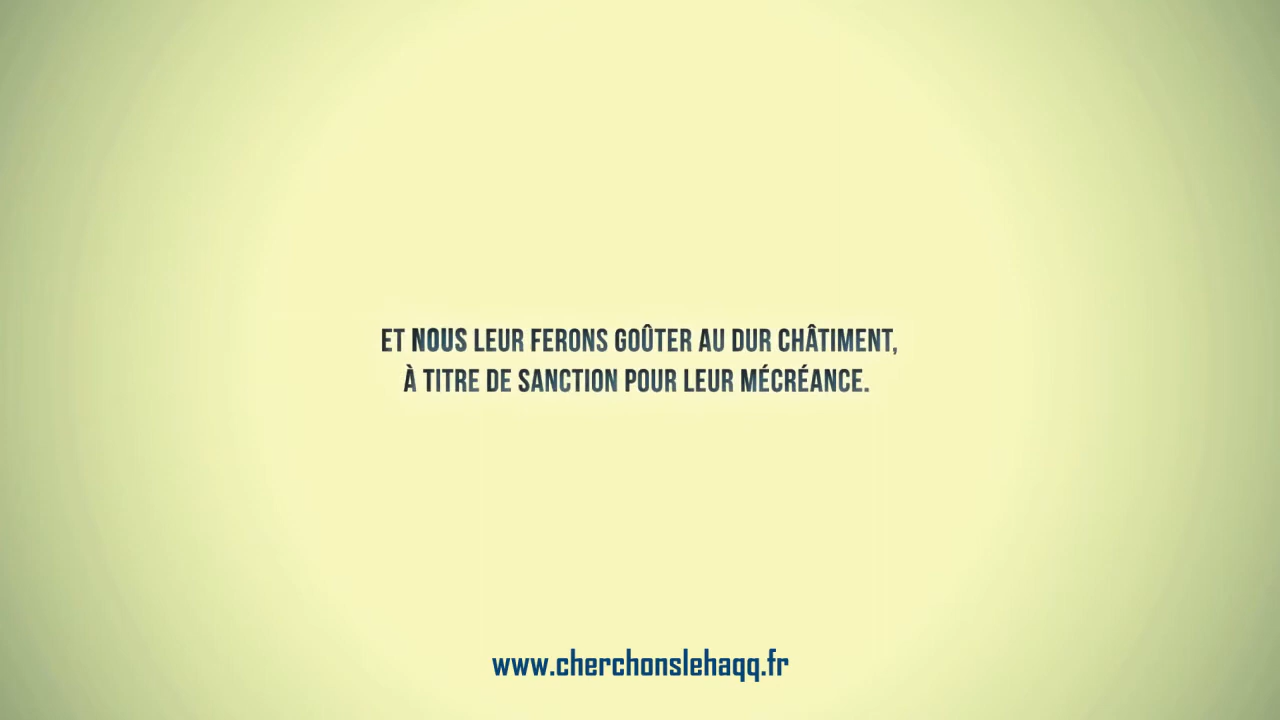 ET NOUS LEUR FERONS GOÛTER AU DUR CHÂTIMENT,
À TITRE DE SANCTION POUR LEUR MÉCRÉANCE.
www.cherchonslehaqq.fr